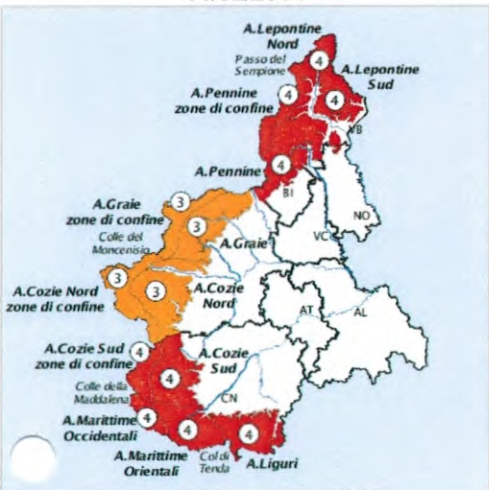 A.Lepontine
Nord
4
Passo del
Sempione
A.Lepontine
Sud
4
A.Pennine
zone di confine
4
VB
A.Pennine
4
BI
NO
A.Graie
zone di confine
3
3
Colle del
Moncenisio
A.Graie
VC
A.Cozie Nord
zone di confine
3
3
A.Cozie
Nord
AT
AL
A.Cozie Sud
zone di confine
4
A.Cozie
Sud
4
Colle della
Maddalena
CN
A.Marittime
Occidentali
4
4
4
A.Marittime
Orientali
Col di
Tenda
A.Liguri